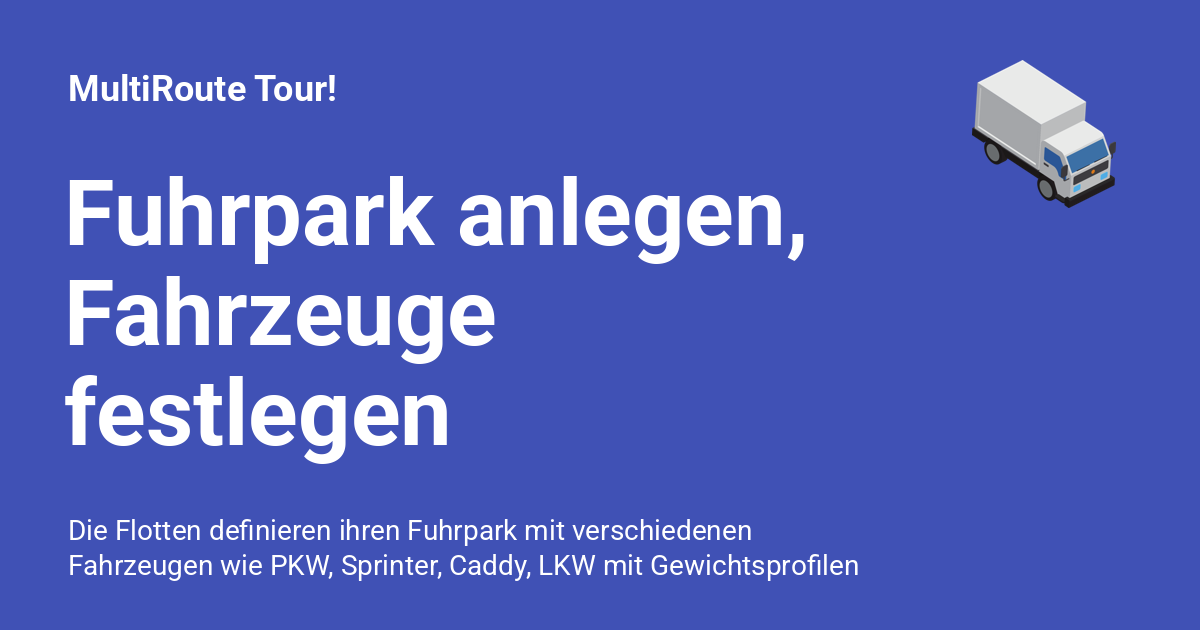 MultiRoute Tour!
Fuhrpark anlegen,
Fahrzeuge
festlegen
Die Flotten definieren ihren Fuhrpark mit verschiedenen
Fahrzeugen wie PKW, Sprinter, Caddy, LKW mit Gewichtsprofilen